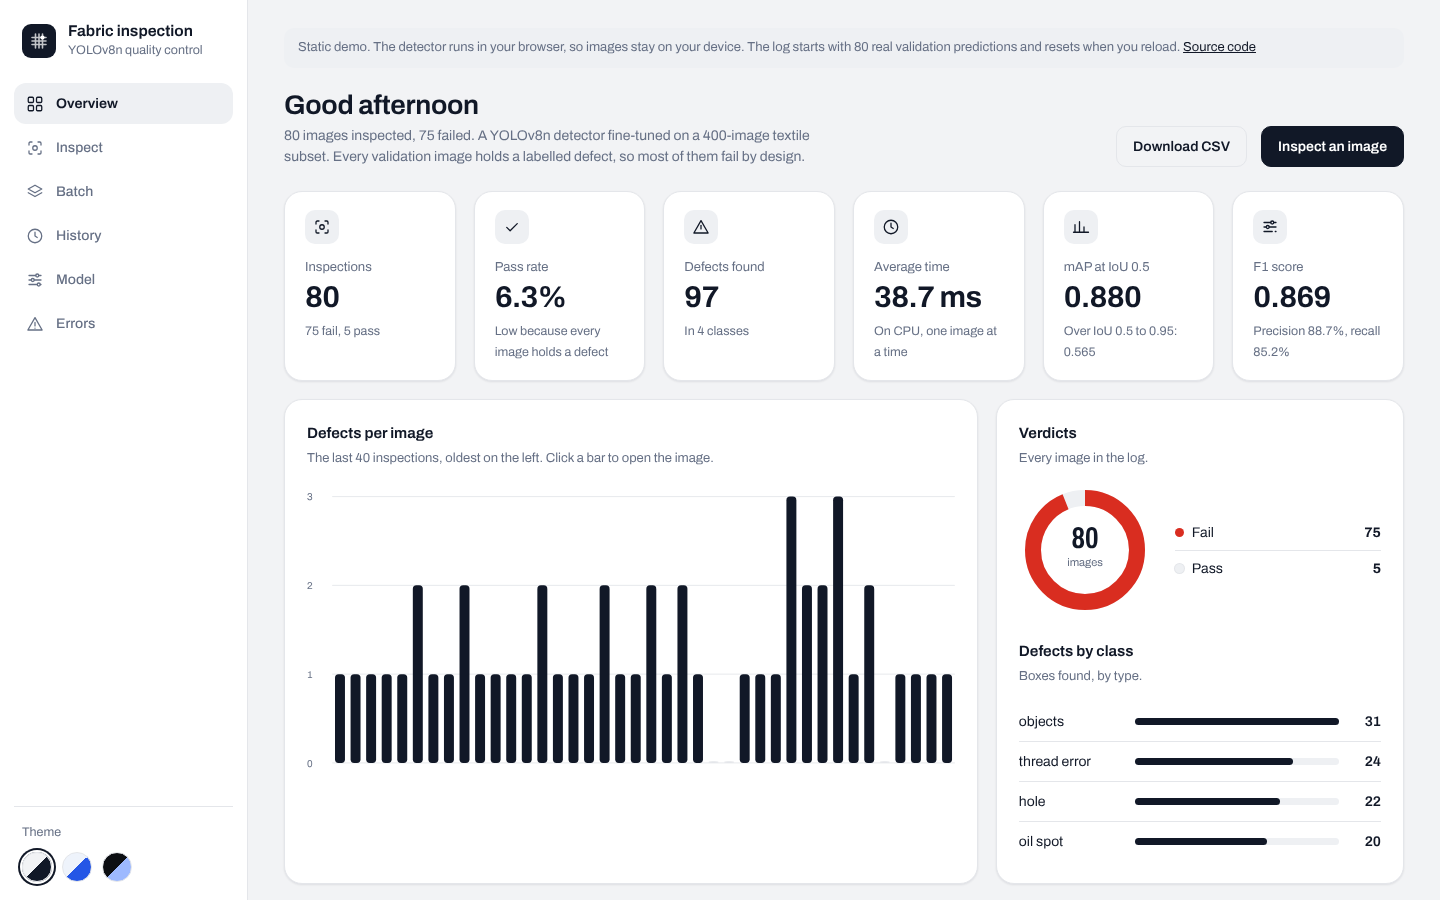 Fabric inspection
YOLOv8n quality control
Overview
Inspect
Batch
History
Model
Errors
Theme
Static demo. The detector runs in your browser, so images stay on your device. The log starts with 80 real validation predictions and resets when you reload. Source code
Good afternoon
80 images inspected, 75 failed. A YOLOv8n detector fine-tuned on a 400-image textile
subset. Every validation image holds a labelled defect, so most of them fail by design.
Download CSV
Inspect an image
Inspections
80
75 fail, 5 pass
Pass rate
6.3%
Low because every
image holds a defect
Defects found
97
In 4 classes
Average time
38.7 ms
On CPU, one image at
a time
mAP at IoU 0.5
0.880
Over IoU 0.5 to 0.95:
0.565
F1 score
0.869
Precision 88.7%, recall
85.2%
Defects per image
The last 40 inspections, oldest on the left. Click a bar to open the image.
3
2
1
0
Verdicts
Every image in the log.
80
images
Fail 75
Pass 5
Defects by class
Boxes found, by type.
objects 31
thread error 24
hole 22
oil spot 20